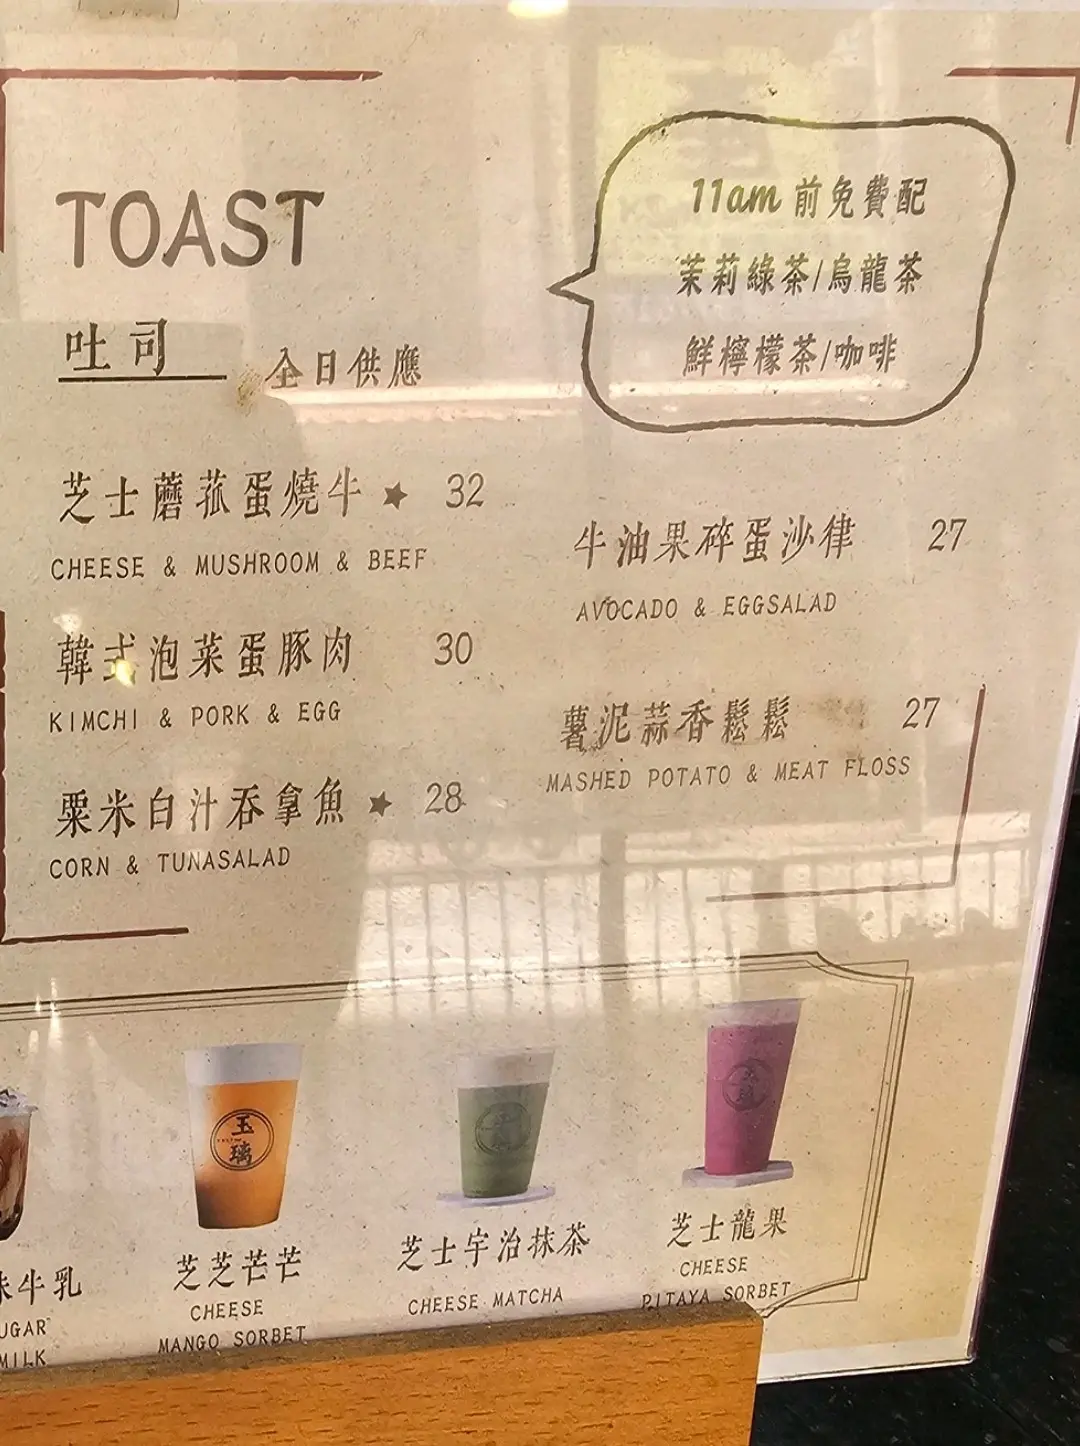 TOAST
吐司 全日供應
11am 前免費配
茉莉綠茶/烏龍茶
鮮檸檬茶/咖啡
芝士蘑菰蛋燒牛 ★ 32
CHEESE & MUSHROOM & BEEF
韓式泡菜蛋豚肉 30
KIMCHI & PORK & EGG
粟米白汁吞拿魚 ★ 28
CORN & TUNASALAD
牛油果碎蛋沙律 27
AVOCADO & EGGSALAD
薯泥蒜香鬆鬆 27
MASHED POTATO & MEAT FLOSS
玉璃
牛乳
UGAR
MILK
芝芝芒芒
CHEESE
MANGO SORBET
芝士宇治抹茶
CHEESE MATCHA
芝士龍果
CHEESE
PITAYA SORBET